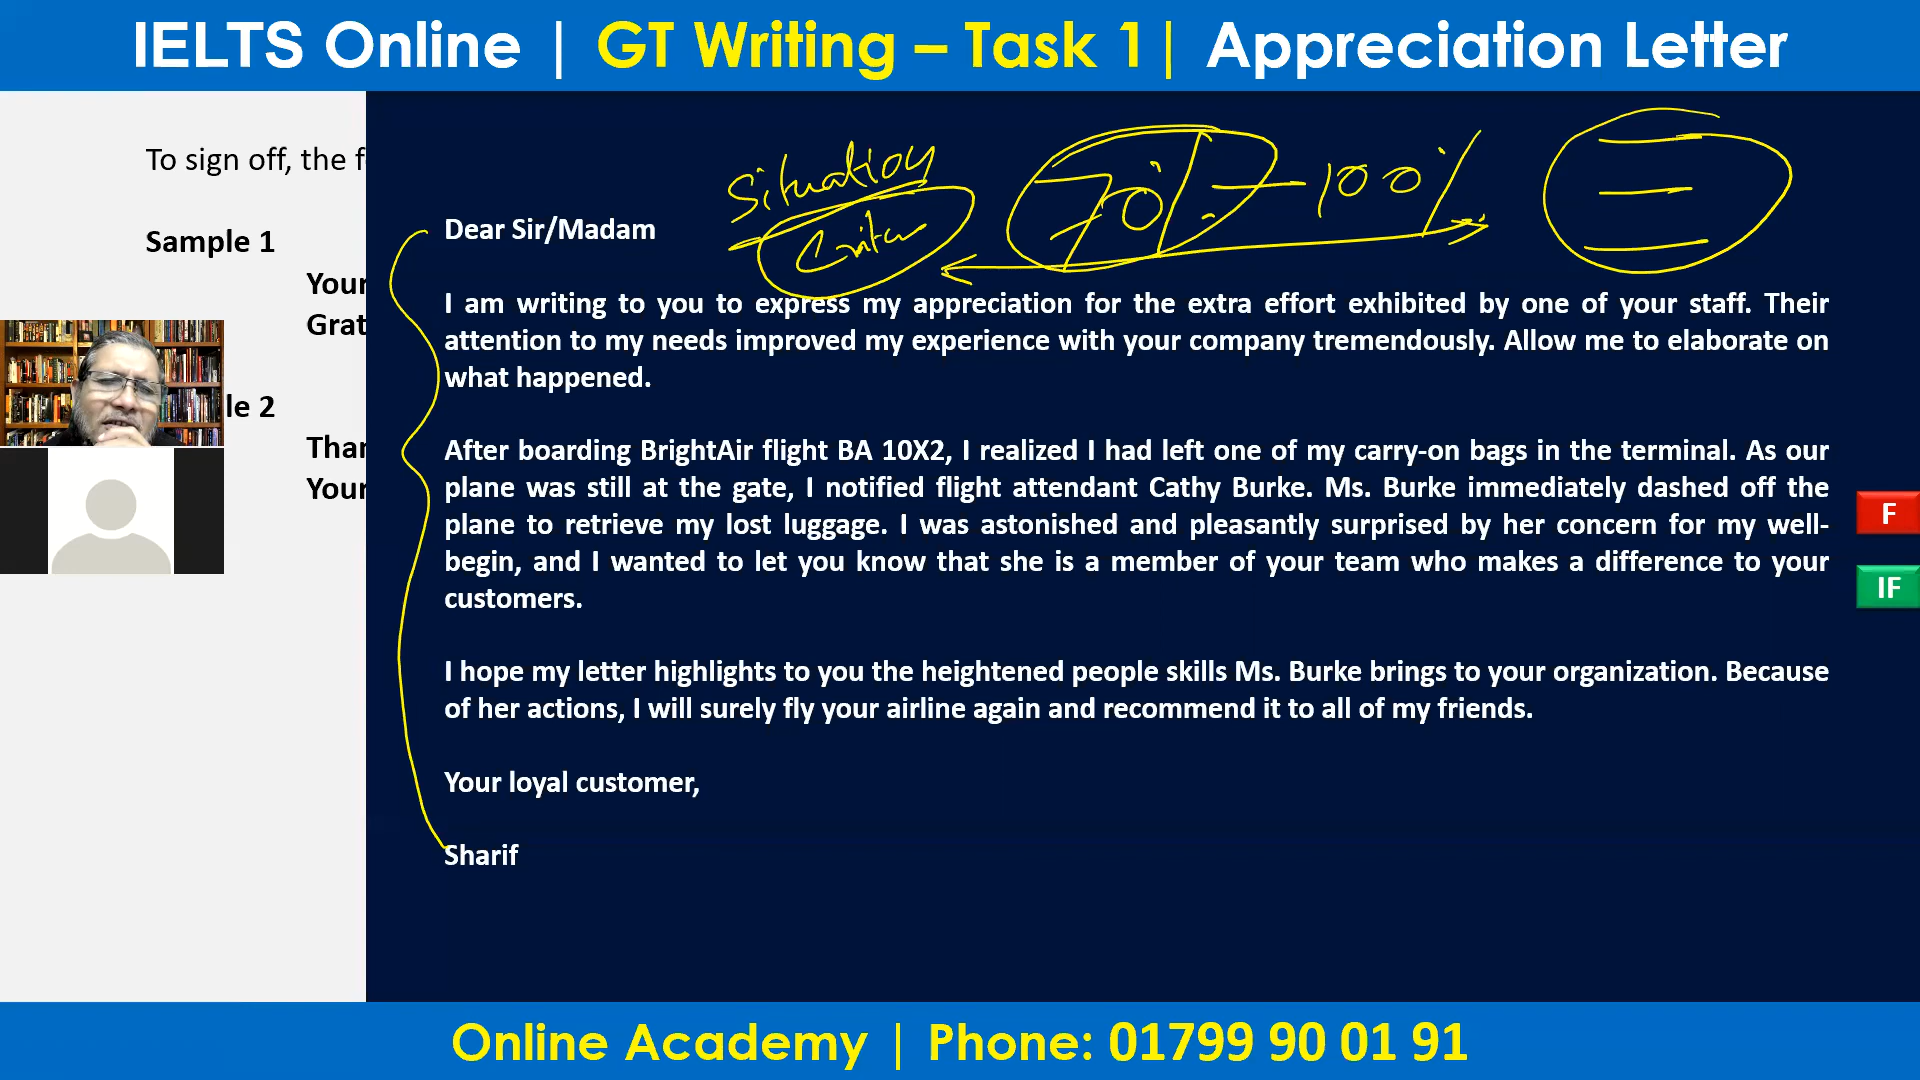 IELTS Online | GT Writing – Task 1 | Appreciation Letter
To sign off, the f
Sample 1
Your
Grat
le 2
Than
Your
Situation
70% - 100%
Dear Sir/Madam
I am writing to you to express my appreciation for the extra effort exhibited by one of your staff. Their
attention to my needs improved my experience with your company tremendously. Allow me to elaborate on
what happened.
After boarding BrightAir flight BA 10X2, I realized I had left one of my carry-on bags in the terminal. As our
plane was still at the gate, I notified flight attendant Cathy Burke. Ms. Burke immediately dashed off the
plane to retrieve my lost luggage. I was astonished and pleasantly surprised by her concern for my well-
begin, and I wanted to let you know that she is a member of your team who makes a difference to your
customers.
I hope my letter highlights to you the heightened people skills Ms. Burke brings to your organization. Because
of her actions, I will surely fly your airline again and recommend it to all of my friends.
Your loyal customer,
Sharif
F
IF
Online Academy | Phone: 01799 90 01 91